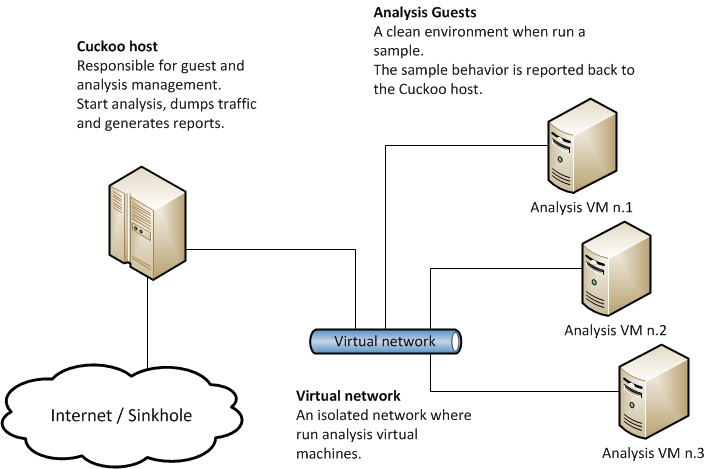 Analysis Guests
A clean environment when run a
sample.
The sample behavior is reported back to
the Cuckoo host.
Cuckoo host
Responsible for guest and
analysis management.
Start analysis, dumps traffic
and generates reports.
Analysis VM n.1
Analysis VM n.2
Virtual network
Virtual network
An isolated network where
run analysis virtual
machines.
Internet / Sinkhole
Analysis VM n.3